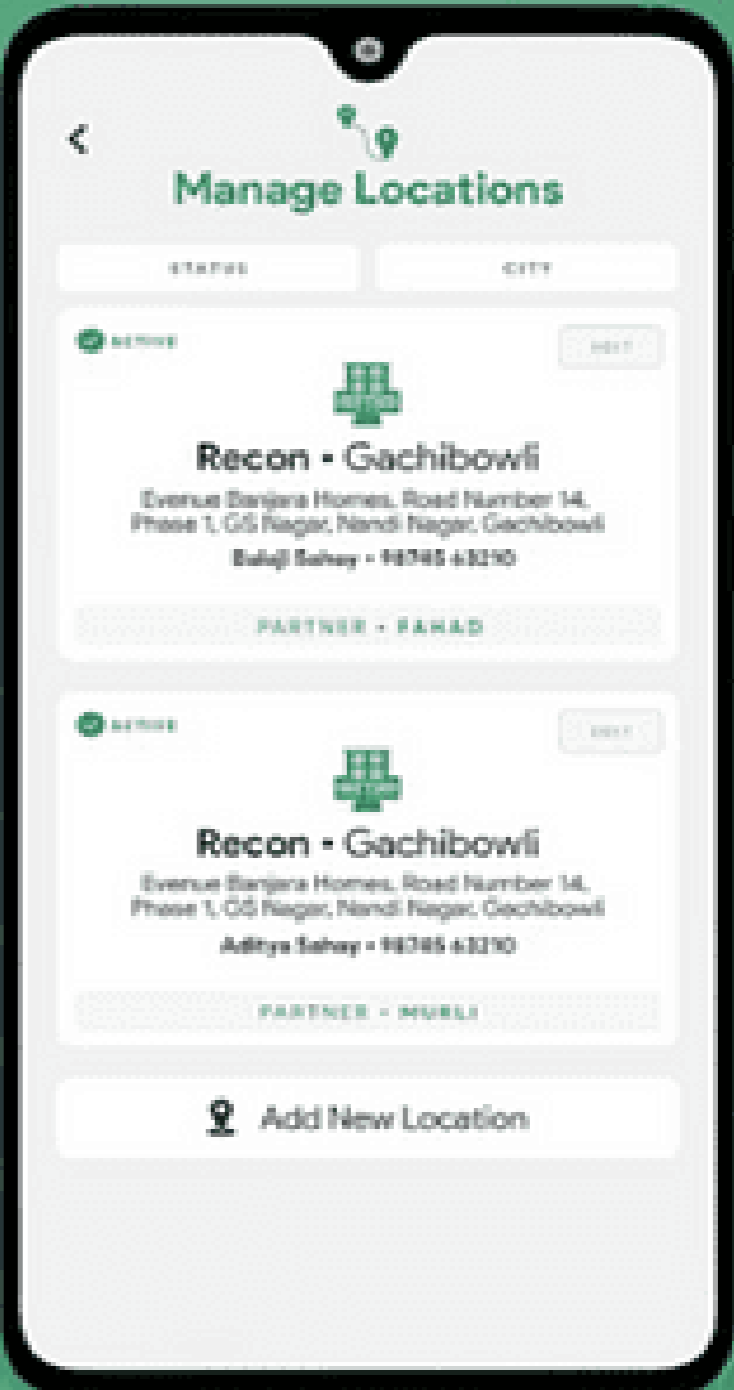 Manage Locations
STATUS
CITY
ACTIVE
EDIT
Recon • Gachibowli
Evenue Banjara Homes, Road Number 14,
Phase 1, GS Nagar, Nandi Nagar, Gachibowli
Balaji Sahay • 98745 63210
PARTNER • FAHAD
ACTIVE
EDIT
Recon • Gachibowli
Evenue Banjara Homes, Road Number 14,
Phase 1, GS Nagar, Nandi Nagar, Gachibowli
Aditya Sahay • 98745 63210
PARTNER • MURLI
Add New Location